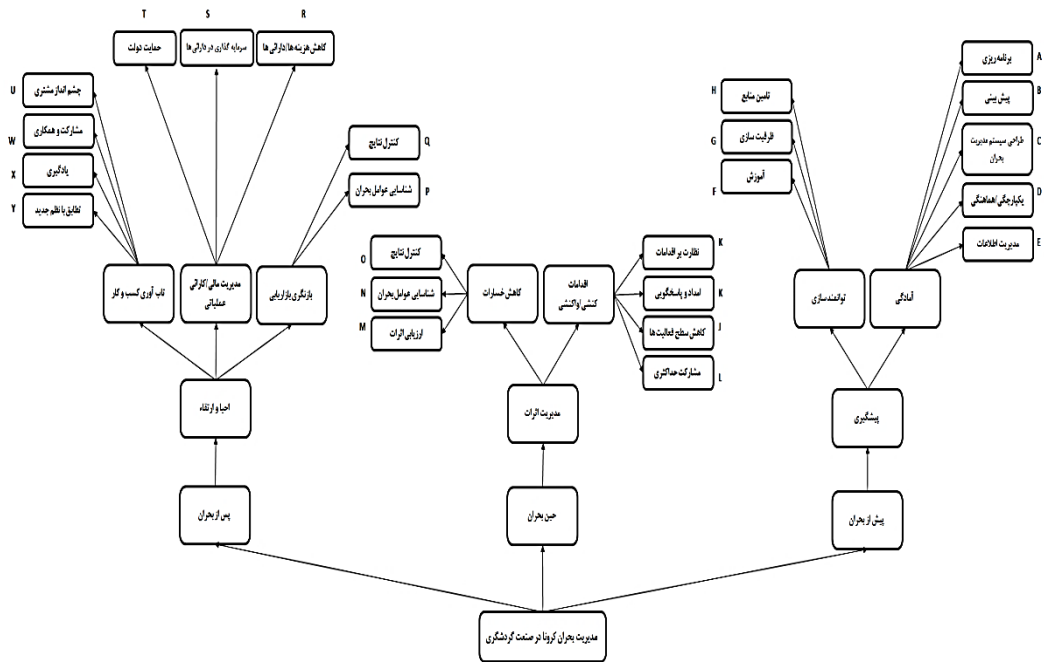 T
S
R
حمایت دولت
سرمایه گذاری در دارائی ها
کاهش هزینه ها/دارائی ها
U
چشم انداز مشتری
W
مشارکت و همکاری
X
یادگیری
Y
تطابق با نظم جدید
کنترل نتایج
Q
شناسایی عوامل بحران
P
تاب آوری کسب و کار
مدیریت مالی/کارائی
عملیاتی
بازنگری بازاریابی
احیا و ارتقاء
پس از بحران
O
کنترل نتایج
N
شناسایی عوامل بحران
M
ارزیابی اثرات
نظارت بر اقدامات
K
امداد و پاسخگویی
K
کاهش سطح فعالیت ها
J
مشارکت حداکثری
L
کاهش خسارات
اقدامات
کنشی/واکنشی
مدیریت اثرات
حین بحران
H
تامین منابع
G
ظرفیت سازی
F
آموزش
برنامه ریزی
A
پیش بینی
B
طراحی سیستم مدیریت
بحران
C
یکپارچگی/هماهنگی
D
مدیریت اطلاعات
E
توانمندسازی
آمادگی
پیشگیری
پیش از بحران
مدیریت بحران کرونا در صنعت گردشگری